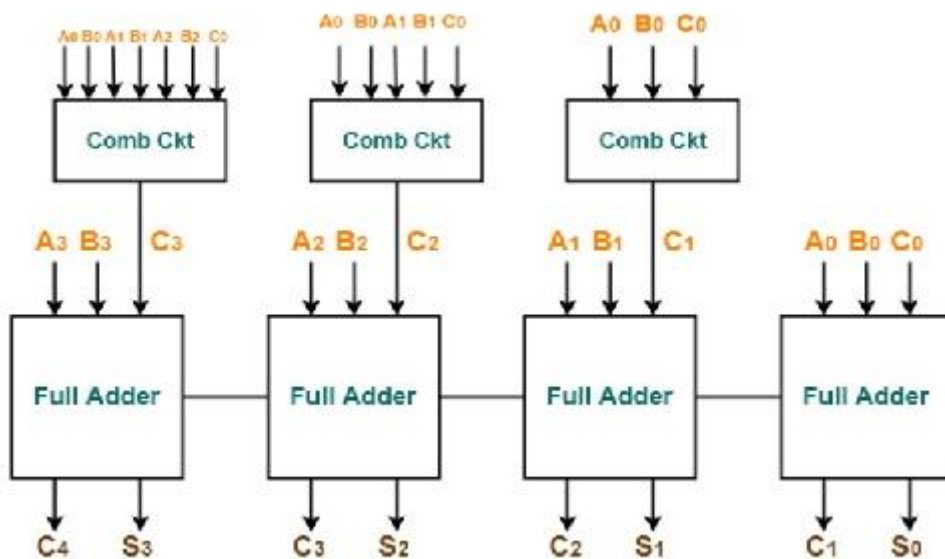 A0 B0 A1 B1 A2 B2 C0
A0 B0 A1 B1 C0
A0 B0 C0
Comb Ckt
Comb Ckt
Comb Ckt
A3 B3 C3
A2 B2 C2
A1 B1 C1
A0 B0 C0
Full Adder
Full Adder
Full Adder
Full Adder
C4 S3
C3 S2
C2 S1
C1 S0